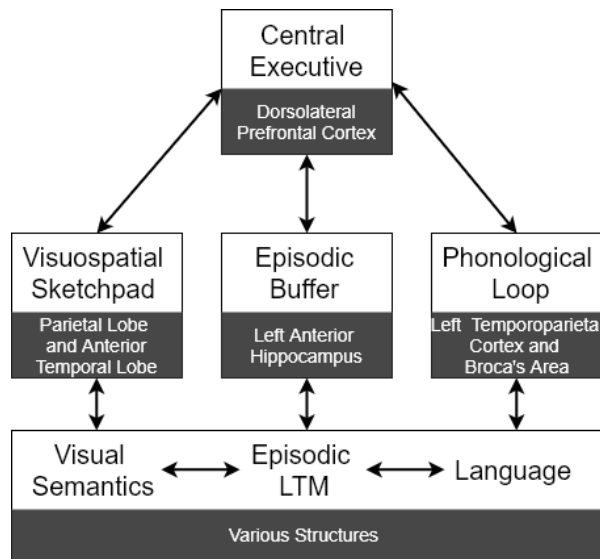 Central
Executive
Dorsolateral
Prefrontal Cortex
Visuospatial
Sketchpad
Parietal Lobe
and Anterior
Temporal Lobe
Episodic
Buffer
Left Anterior
Hippocampus
Phonological
Loop
Left Temporoparieta
Cortex and
Broca's Area
Visual
Semantics
Episodic
LTM
Language
Various Structures